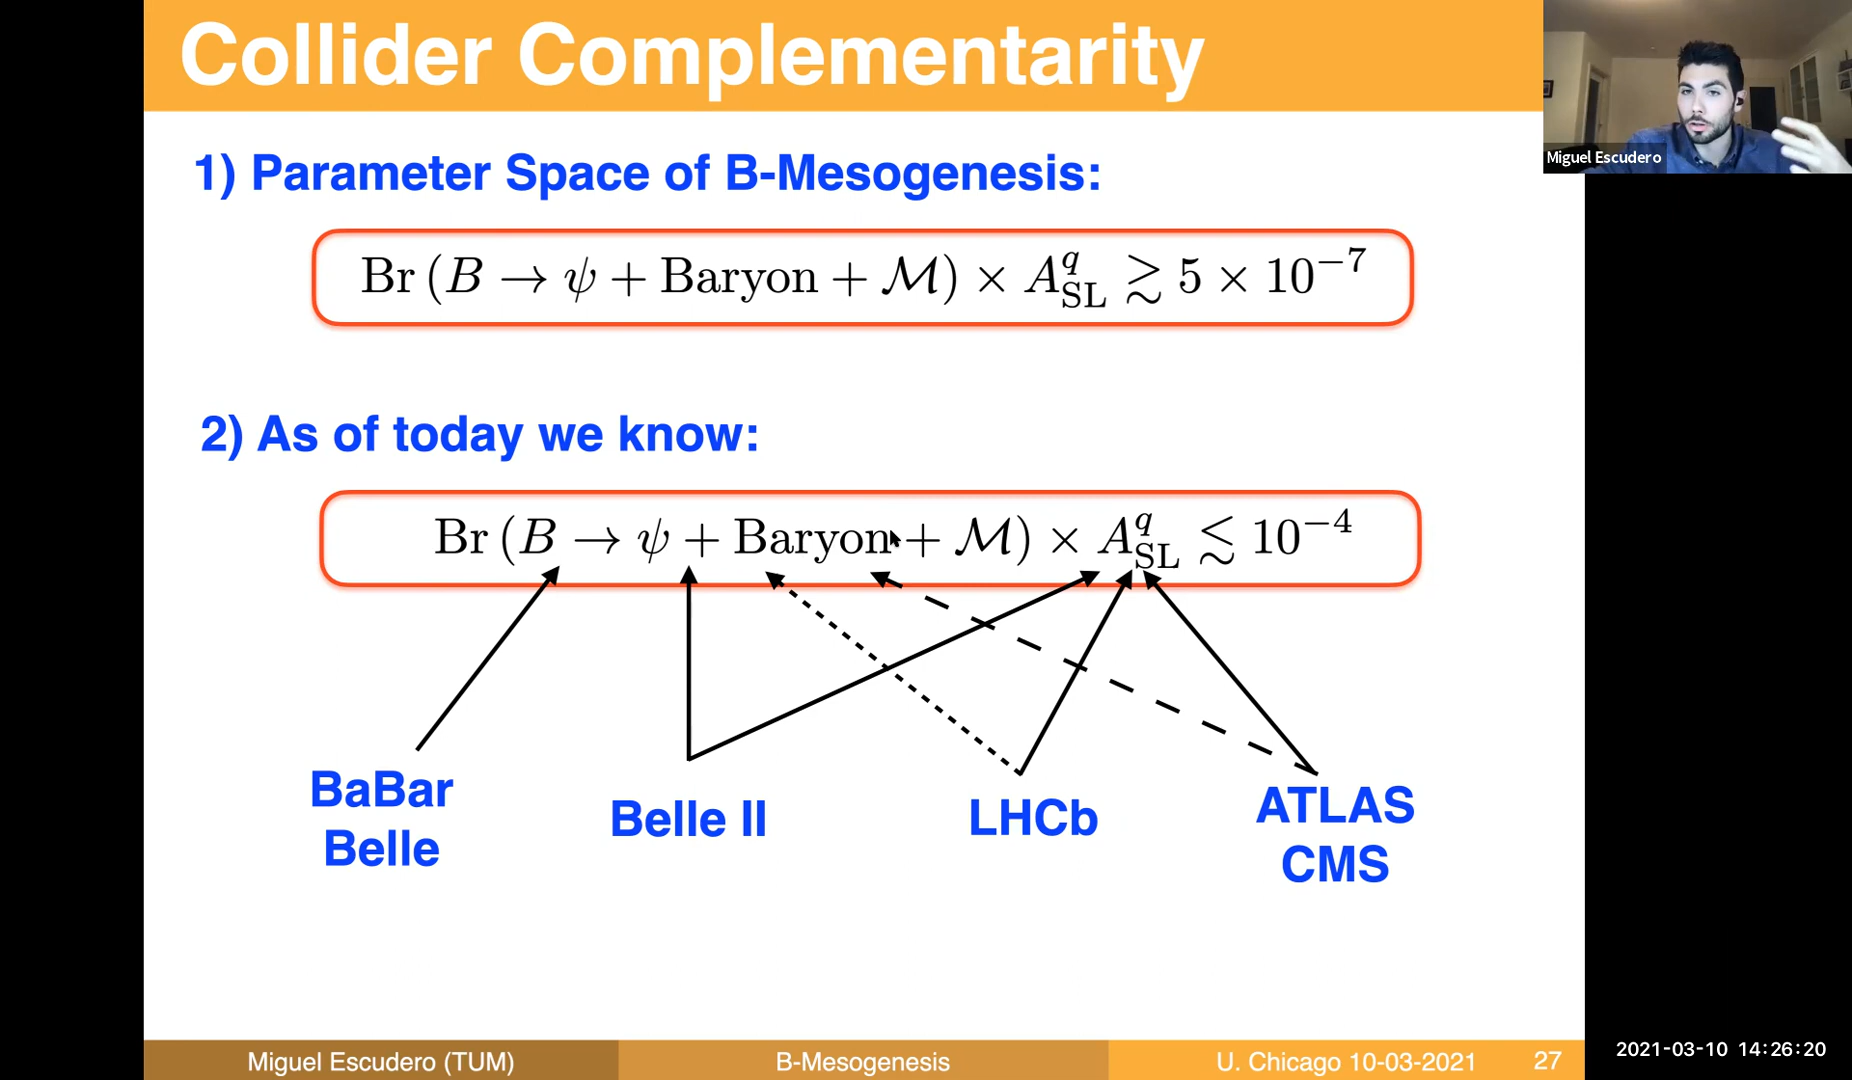 Collider Complementarity
Miguel Escudero
1) Parameter Space of B-Mesogenesis:
Br (B → ψ + Baryon + ℳ) × A^q_SL ≳ 5 × 10⁻⁷
2) As of today we know:
Br (B → ψ + Baryon + ℳ) × A^q_SL ≲ 10⁻⁴
BaBar
Belle
Belle II
LHCb
ATLAS
CMS
Miguel Escudero (TUM)
B-Mesogenesis
U. Chicago 10-03-2021
27
2021-03-10 14:26:20